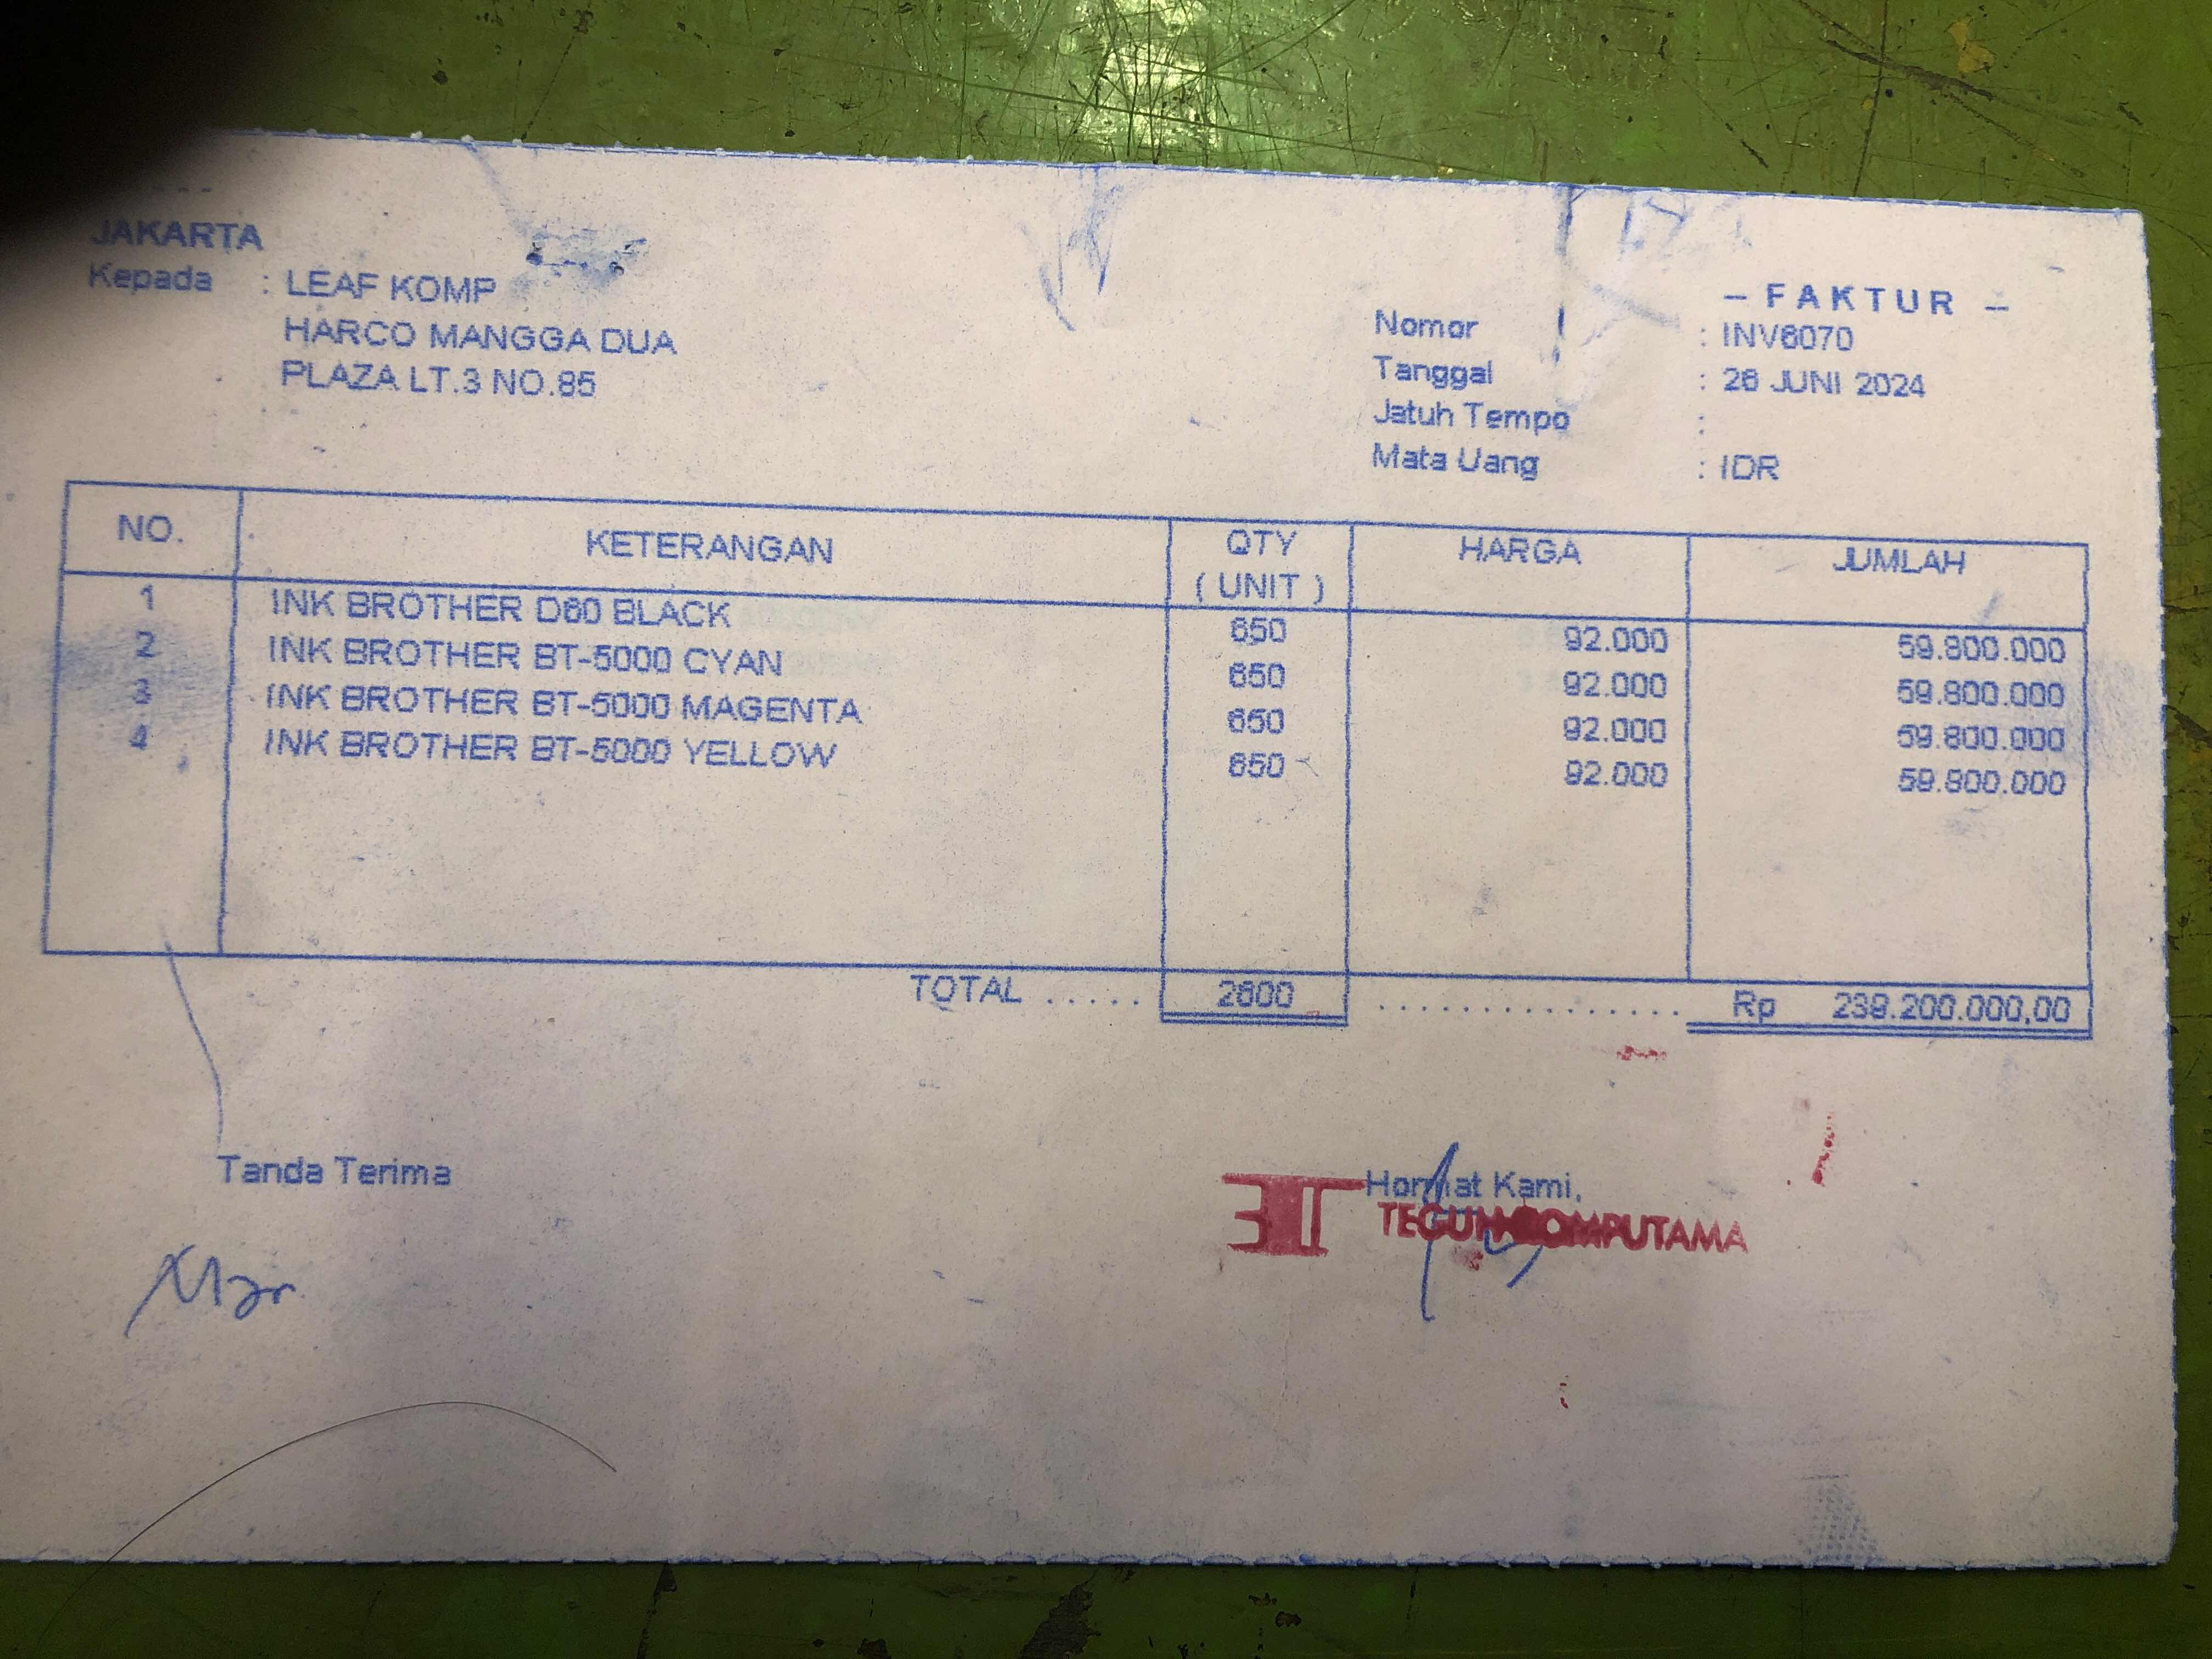 JAKARTA
Kepada : LEAF KOMP
HARCO MANGGA DUA
PLAZA LT.3 NO.85
– FAKTUR –
Nomor : INV6070
Tanggal : 26 JUNI 2024
Jatuh Tempo :
Mata Uang : IDR
NO. KETERANGAN QTY ( UNIT ) HARGA JUMLAH
1 INK BROTHER D60 BLACK 650 92.000 59.800.000
2 INK BROTHER BT-5000 CYAN 650 92.000 59.800.000
3 INK BROTHER BT-5000 MAGENTA 650 92.000 59.800.000
4 INK BROTHER BT-5000 YELLOW 650 92.000 59.800.000
TOTAL ..... 2600 ............... Rp 239.200.000,00
Tanda Terima
Hormat Kami,
TEGUH COMPUTAMA